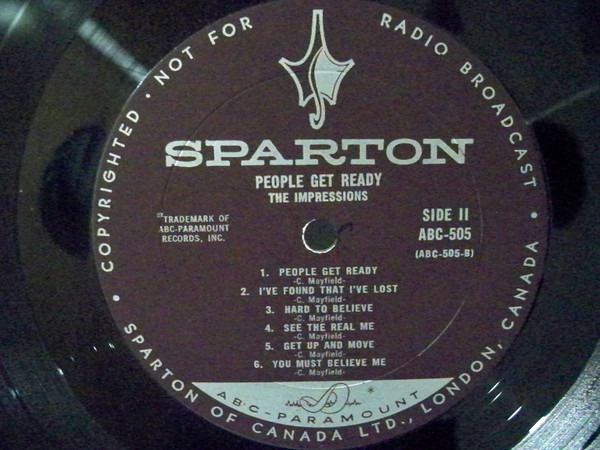 COPYRIGHTED • NOT FOR RADIO BROADCAST •
SPARTON
PEOPLE GET READY
THE IMPRESSIONS
TRADEMARK OF
ABC-PARAMOUNT
RECORDS, INC.
SIDE II
ABC-505
(ABC-505-B)
1. PEOPLE GET READY
-C. Mayfield-
2. I'VE FOUND THAT I'VE LOST
-C. Mayfield-
3. HARD TO BELIEVE
-C. Mayfield-
4. SEE THE REAL ME
-C. Mayfield-
5. GET UP AND MOVE
-C. Mayfield-
6. YOU MUST BELIEVE ME
-C. Mayfield-
ABC-PARAMOUNT
*
• SPARTON OF CANADA LTD., LONDON, CANADA